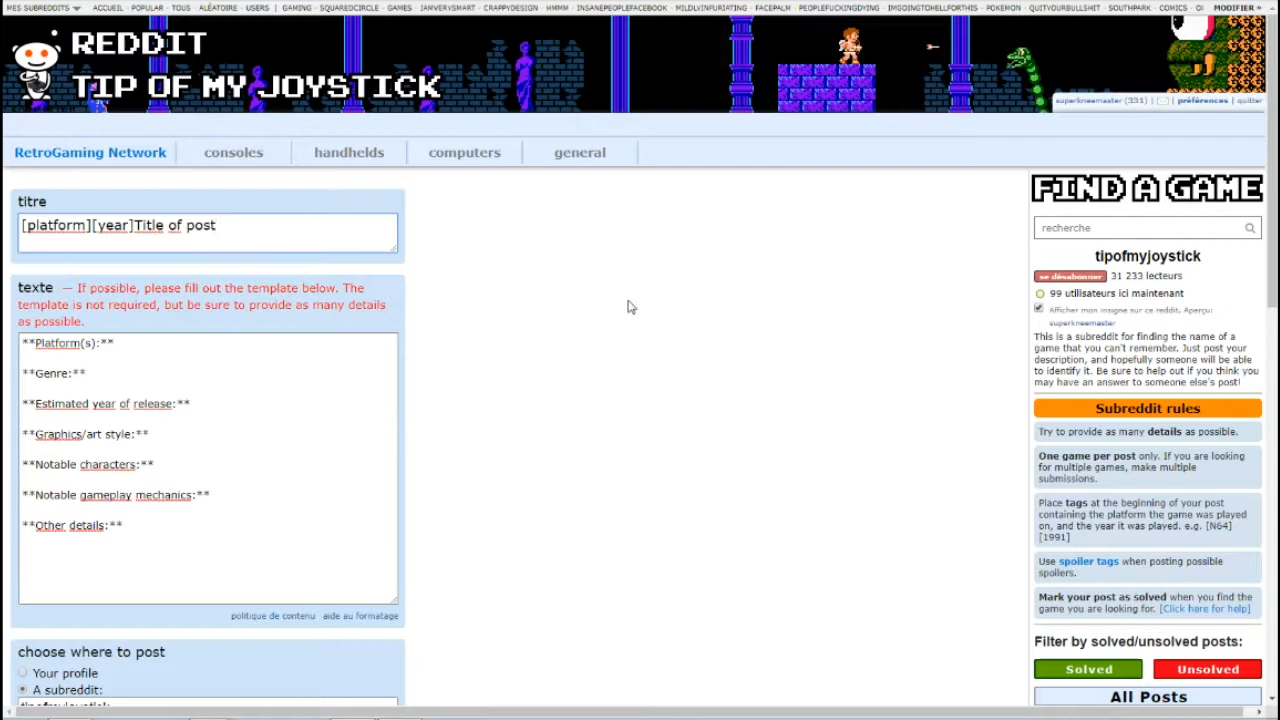 MES SUBREDDITS ACCUEIL - POPULAR - TOUS - ALÉATOIRE - USERS | GAMING - SQUAREDCIRCLE - GAMES - IAMVERYSMART - CRAPPYDESIGN - HMMM - INSANEPEOPLEFACEBOOK - MILDLYINFURIATING - FACEPALM - PEOPLEFUCKINGDYING - IMGOINGTOHELLFORTHIS - POKEMON - QUITYOURBULLSHIT - SOUTHPARK - COMICS - MODIFIER »
REDDIT
TIP OF MY JOYSTICK
superkneemaster (331) | | préférences | quitter
RetroGaming Network consoles handhelds computers general
titre
[platform][year]Title of post
texte — If possible, please fill out the template below. The
template is not required, but be sure to provide as many details
as possible.
**Platform(s):**
**Genre:**
**Estimated year of release:**
**Graphics/art style:**
**Notable characters:**
**Notable gameplay mechanics:**
**Other details:**
politique de contenu aide au formatage
choose where to post
Your profile
A subreddit:
tipofmyjoystick
FIND A GAME
recherche
tipofmyjoystick
se désabonner 31 233 lecteurs
99 utilisateurs ici maintenant
Afficher mon insigne sur ce reddit. Aperçu:
superkneemaster
This is a subreddit for finding the name of a
game that you can't remember. Just post your
description, and hopefully someone will be able
to identify it. Be sure to help out if you think you
may have an answer to someone else's post!
Subreddit rules
Try to provide as many details as possible.
One game per post only. If you are looking
for multiple games, make multiple
submissions.
Place tags at the beginning of your post
containing the platform the game was played
on, and the year it was played. e.g. [N64]
[1991]
Use spoiler tags when posting possible
spoilers.
Mark your post as solved when you find the
game you are looking for. [Click here for help]
Filter by solved/unsolved posts:
Solved Unsolved
All Posts